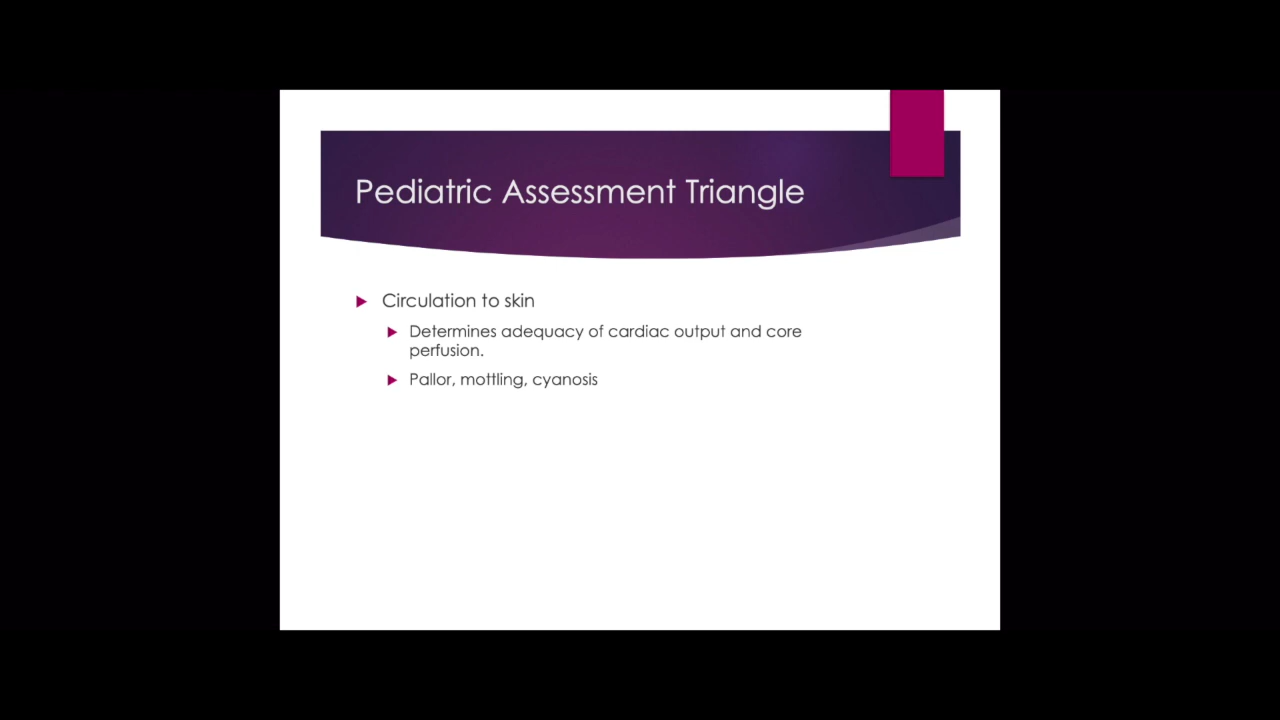 Pediatric Assessment Triangle
Circulation to skin
Determines adequacy of cardiac output and core
perfusion.
Pallor, mottling, cyanosis